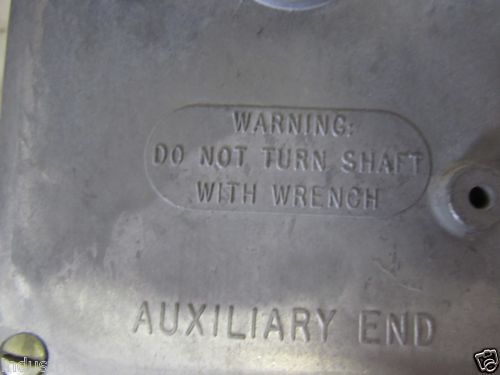 WARNING:
DO NOT TURN SHAFT
WITH WRENCH
AUXILIARY END